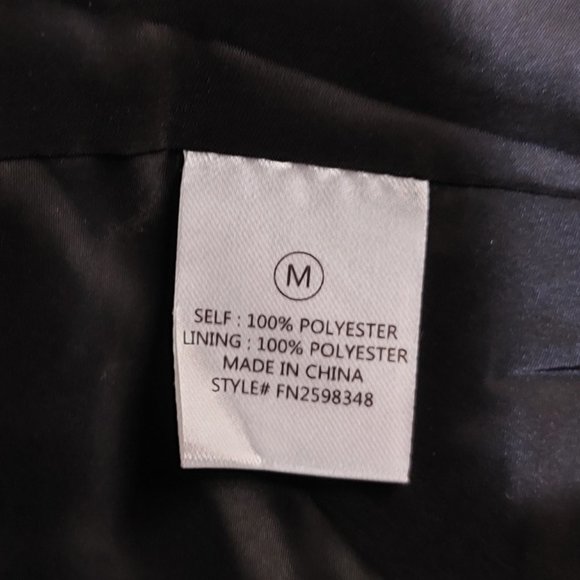 M
SELF : 100% POLYESTER
LINING : 100% POLYESTER
MADE IN CHINA
STYLE# FN2598348